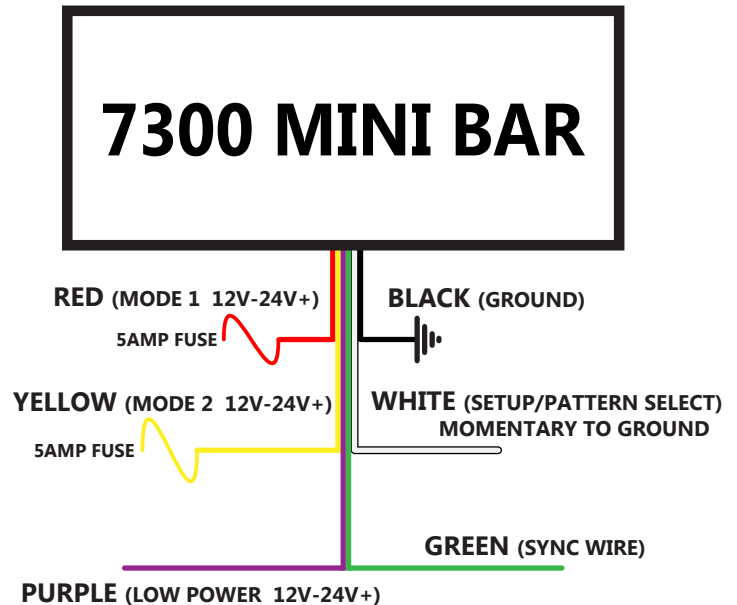 7300 MINI BAR
RED (MODE 1 12V-24V+)
5AMP FUSE
BLACK (GROUND)
YELLOW (MODE 2 12V-24V+)
5AMP FUSE
WHITE (SETUP/PATTERN SELECT)
MOMENTARY TO GROUND
GREEN (SYNC WIRE)
PURPLE (LOW POWER 12V-24V+)